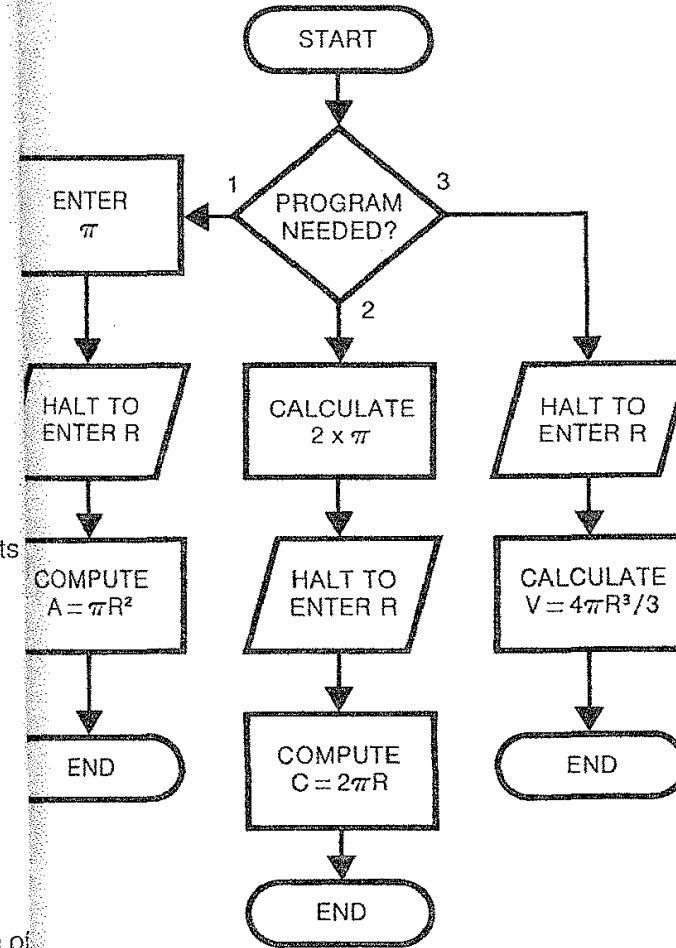 START
1
PROGRAM
NEEDED?
3
2
ENTER
π
HALT TO
ENTER R
COMPUTE
A = πR²
END
CALCULATE
2 x π
HALT TO
ENTER R
COMPUTE
C = 2πR
END
HALT TO
ENTER R
CALCULATE
V = 4πR³/3
END
ts
of